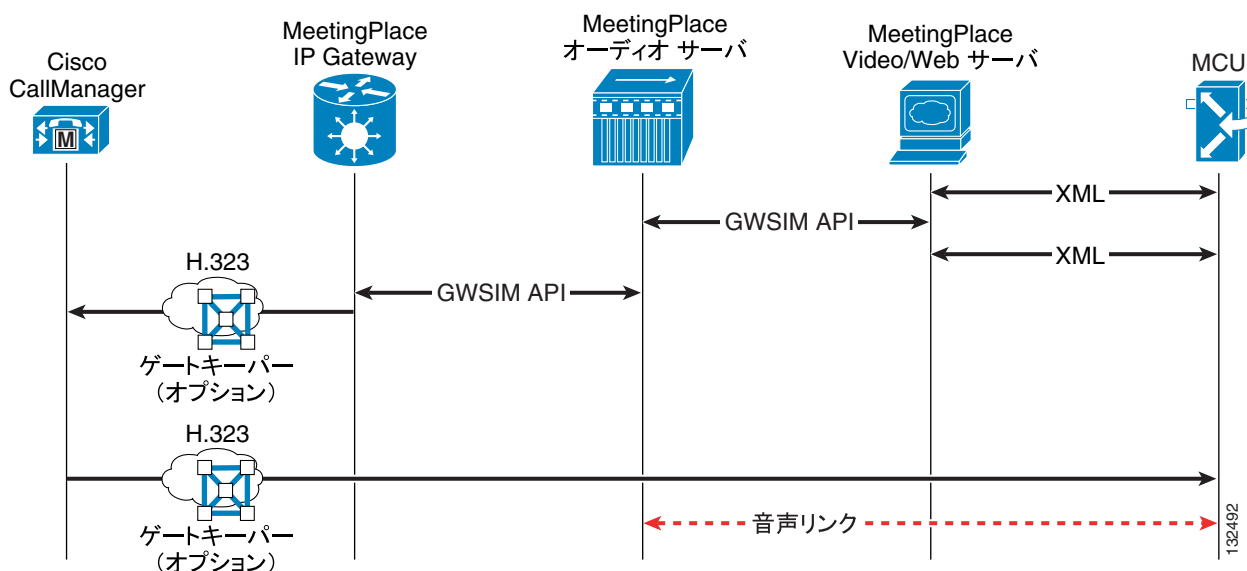 Cisco
CallManager
MeetingPlace
IP Gateway
MeetingPlace
オーディオ サーバ
MeetingPlace
Video/Web サーバ
MCU
M
XML
GWSIM API
XML
H.323
GWSIM API
ゲートキーパー
（オプション）
H.323
ゲートキーパー
（オプション）
音声リンク
132492